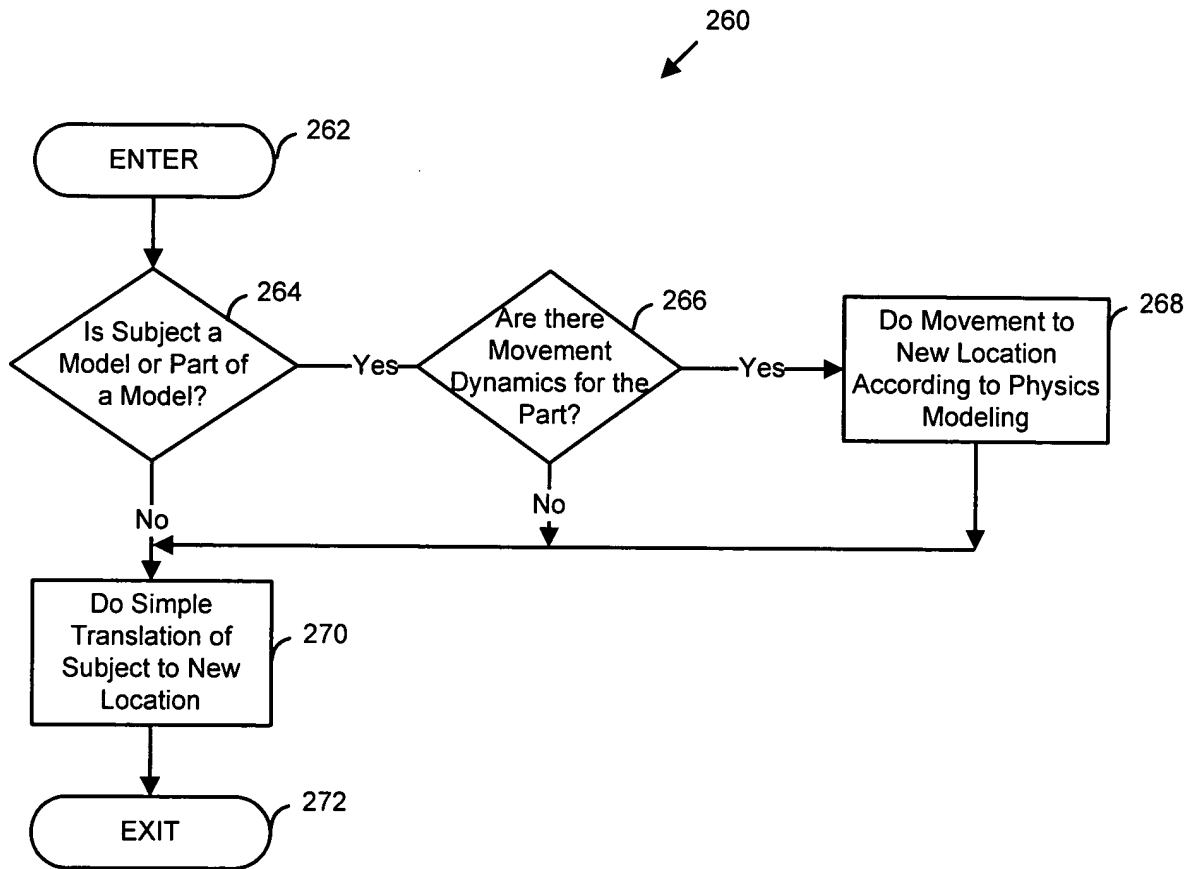 260
ENTER
262
Is Subject a
Model or Part of
a Model?
264
Yes
Are there
Movement
Dynamics for the
Part?
266
Yes
Do Movement to
New Location
According to Physics
Modeling
268
No
No
Do Simple
Translation of
Subject to New
Location
270
EXIT
272